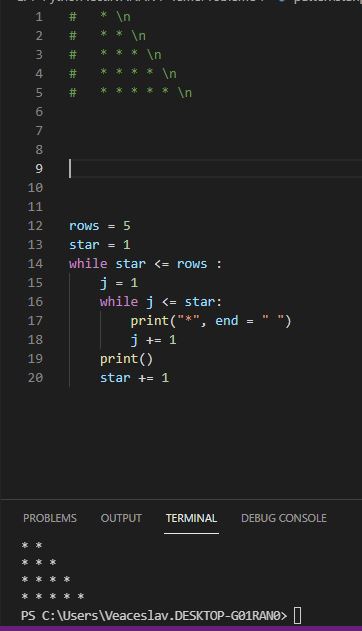 1 # * \n
2 # * * \n
3 # * * * \n
4 # * * * * \n
5 # * * * * * \n
6
7
8
9
10
11
12 rows = 5
13 star = 1
14 while star <= rows :
15 j = 1
16 while j <= star:
17 print("*", end = " ")
18 j += 1
19 print()
20 star += 1
PROBLEMS OUTPUT TERMINAL DEBUG CONSOLE
* *
* * *
* * * *
* * * * *
PS C:\Users\Veaceslav.DESKTOP-G01RAN0>